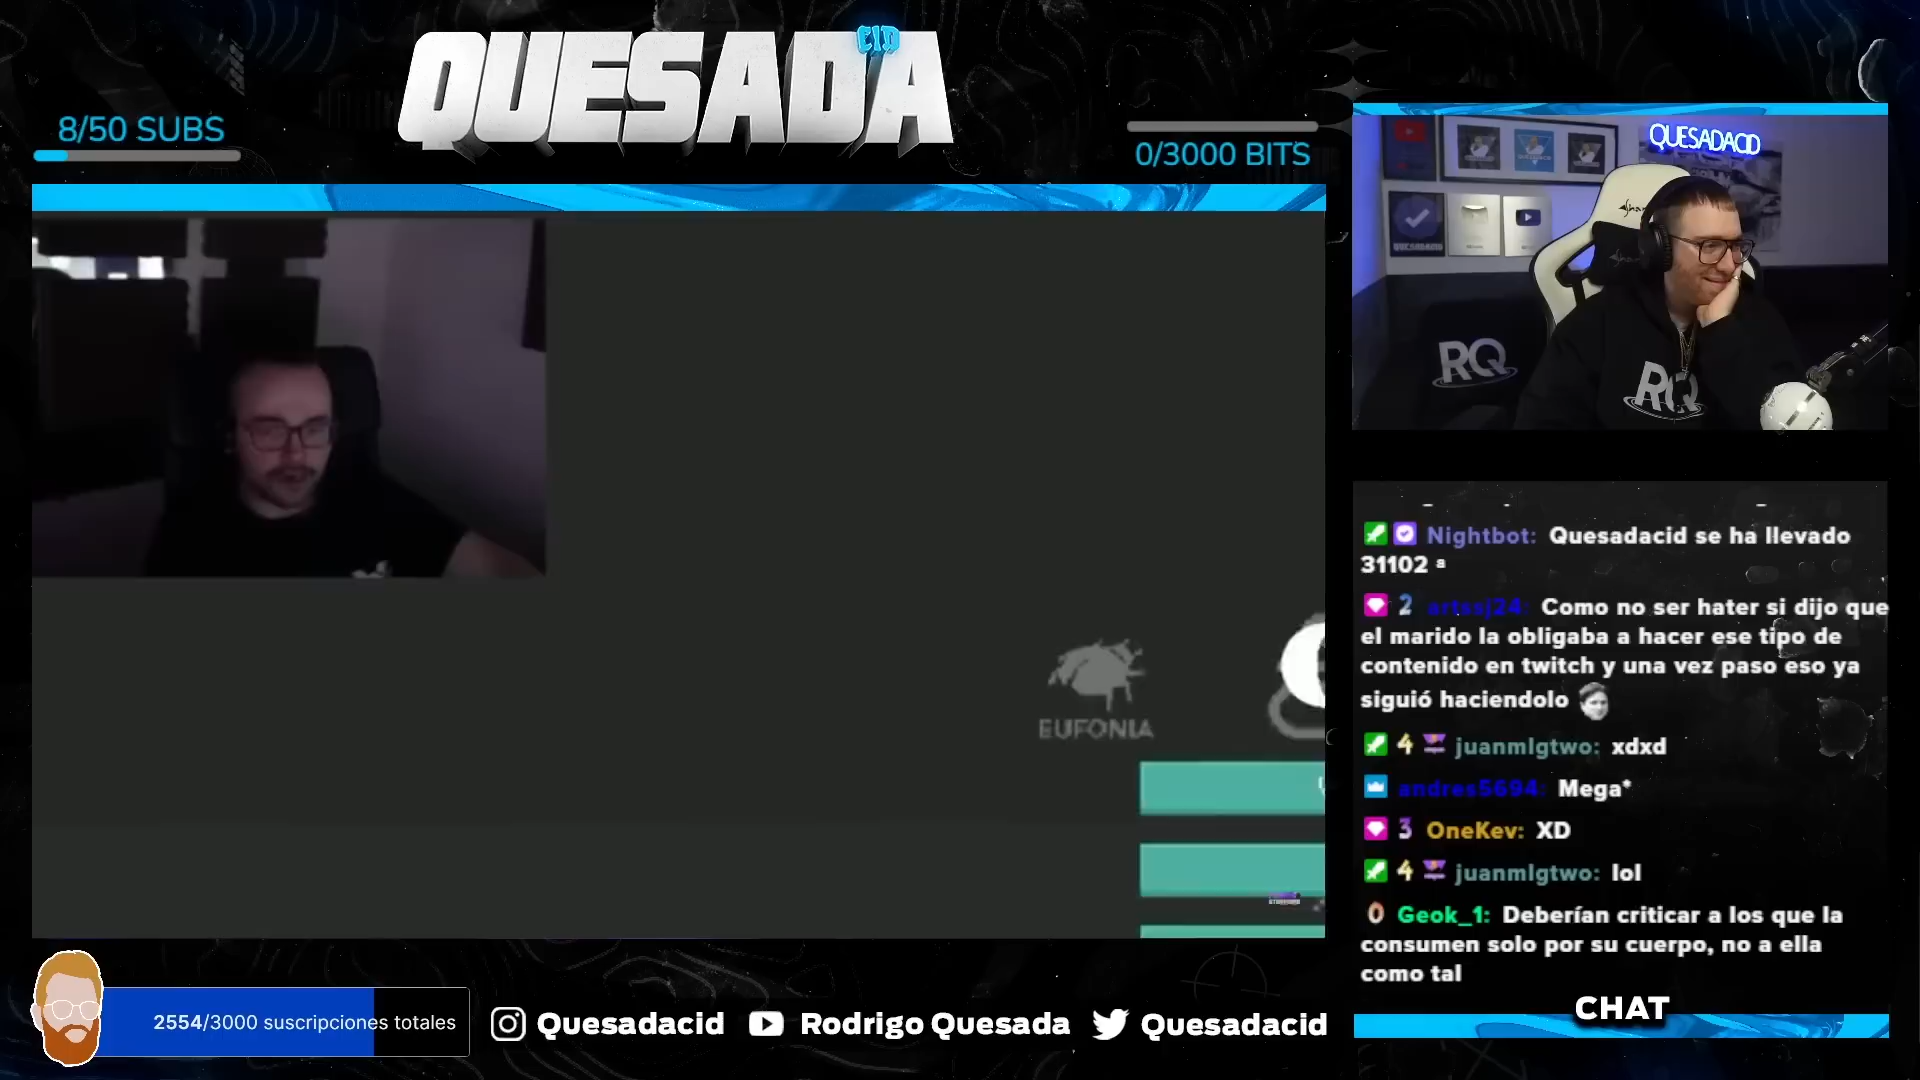 QUESADA
CID
8/50 SUBS
0/3000 BITS
QUESADACID
RQ
RQ
EUFONIA
Nightbot: Quesadacid se ha llevado
31102 a
2 artssj24: Como no ser hater si dijo que
el marido la obligaba a hacer ese tipo de
contenido en twitch y una vez paso eso ya
siguió haciendolo
4 juanmlgtwo: xdxd
andres5694: Mega*
3 OneKev: XD
4 juanmlgtwo: lol
0 Geok_1: Deberían criticar a los que la
consumen solo por su cuerpo, no a ella
como tal
CHAT
2554/3000 suscripciones totales
Quesadacid
Rodrigo Quesada
Quesadacid